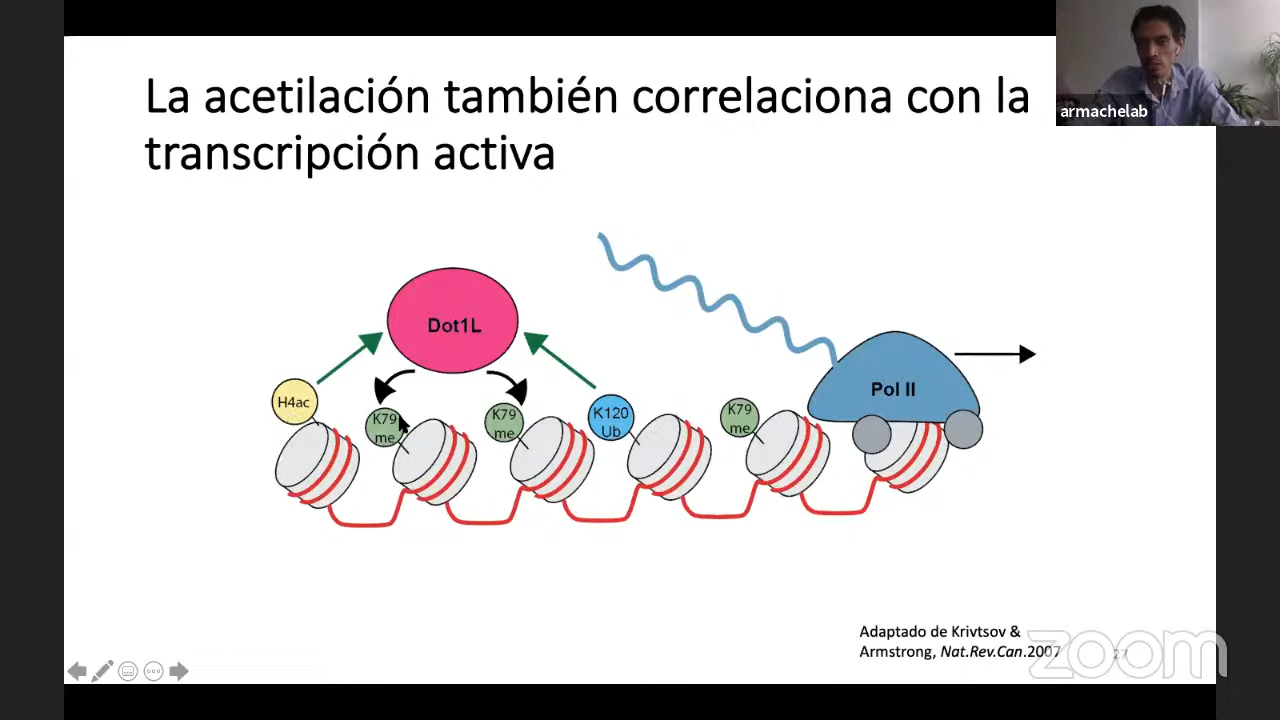 armachelab
La acetilación también correlaciona con la
transcripción activa
Dot1L
Pol II
H4ac
K79
me
K79
me
K120
Ub
K79
me
Adaptado de Krivtsov &
Armstrong, Nat.Rev.Can.2007
27
zoom